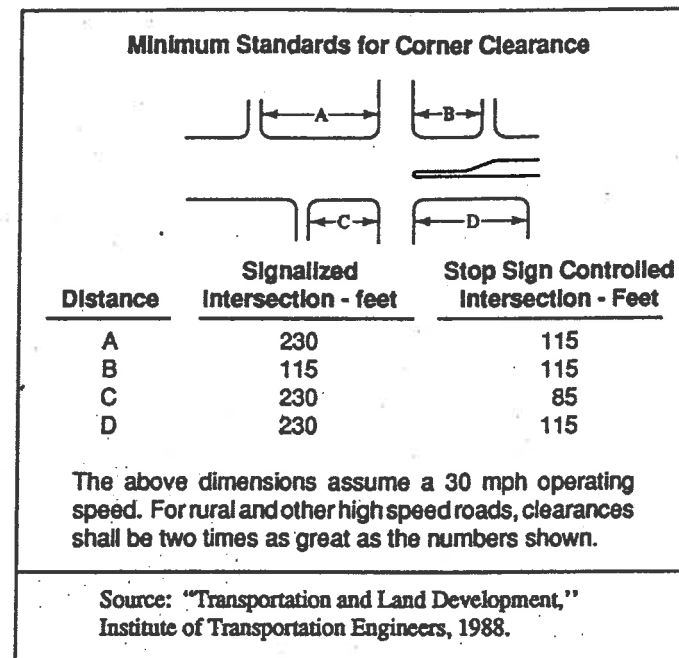 Minimum Standards for Corner Clearance
A B
C D
Signalized Stop Sign Controlled
Distance Intersection - feet Intersection - Feet
A 230 115
B 115 115
C 230 85
D 230 115
The above dimensions assume a 30 mph operating
speed. For rural and other high speed roads, clearances
shall be two times as great as the numbers shown.
Source: "Transportation and Land Development,"
Institute of Transportation Engineers, 1988.